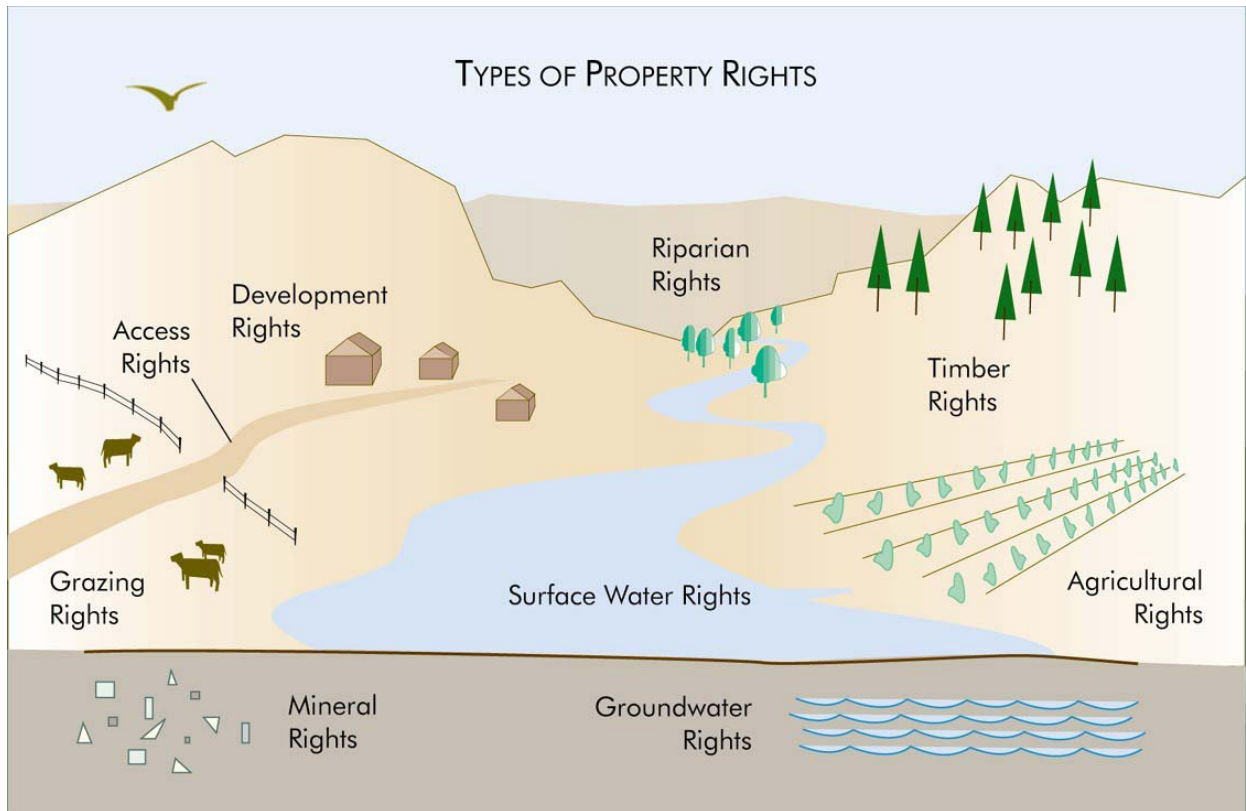 TYPES OF PROPERTY RIGHTS
Riparian
Rights
Development
Rights
Access
Rights
Timber
Rights
Grazing
Rights
Surface Water Rights
Agricultural
Rights
Mineral
Rights
Groundwater
Rights